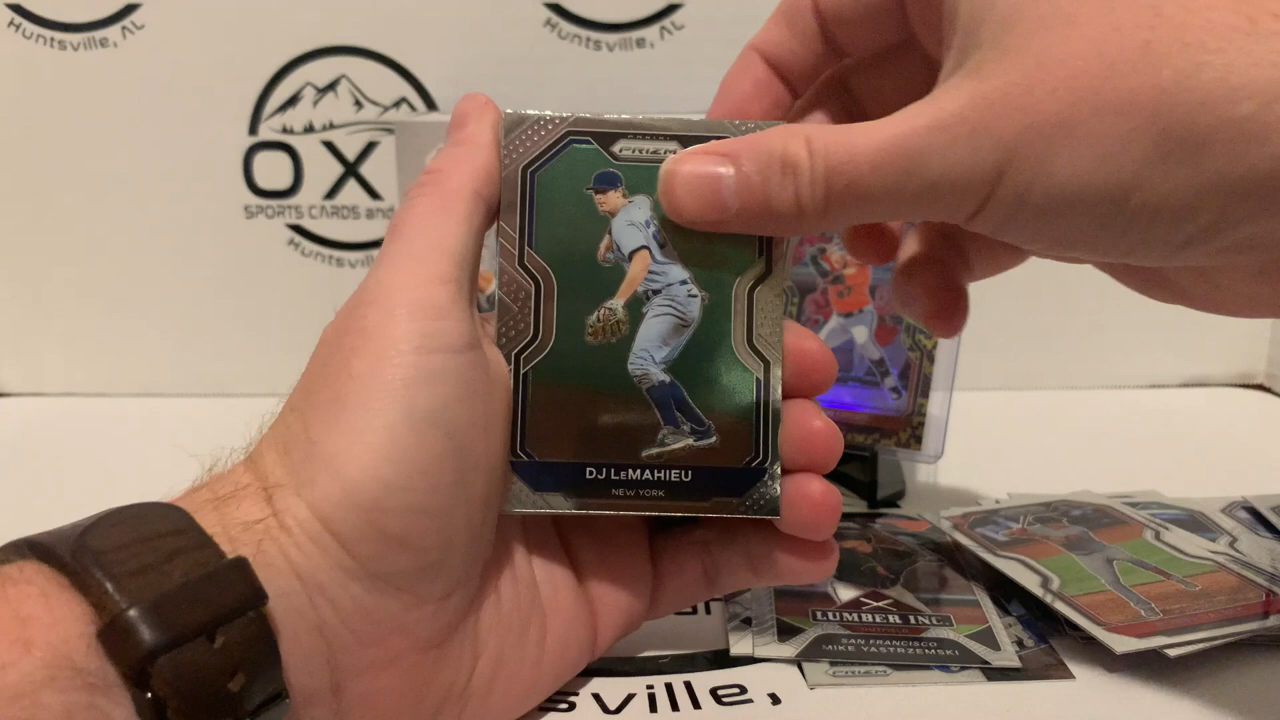 Huntsville, AL
Huntsville, AL
OX
SPORTS CARDS and
Huntsville
PANINI
PRIZM
DJ LeMAHIEU
NEW YORK
LUMBER INC.
OUTFIELD
SAN FRANCISCO
MIKE YASTRZEMSKI
PRIZM
sville,